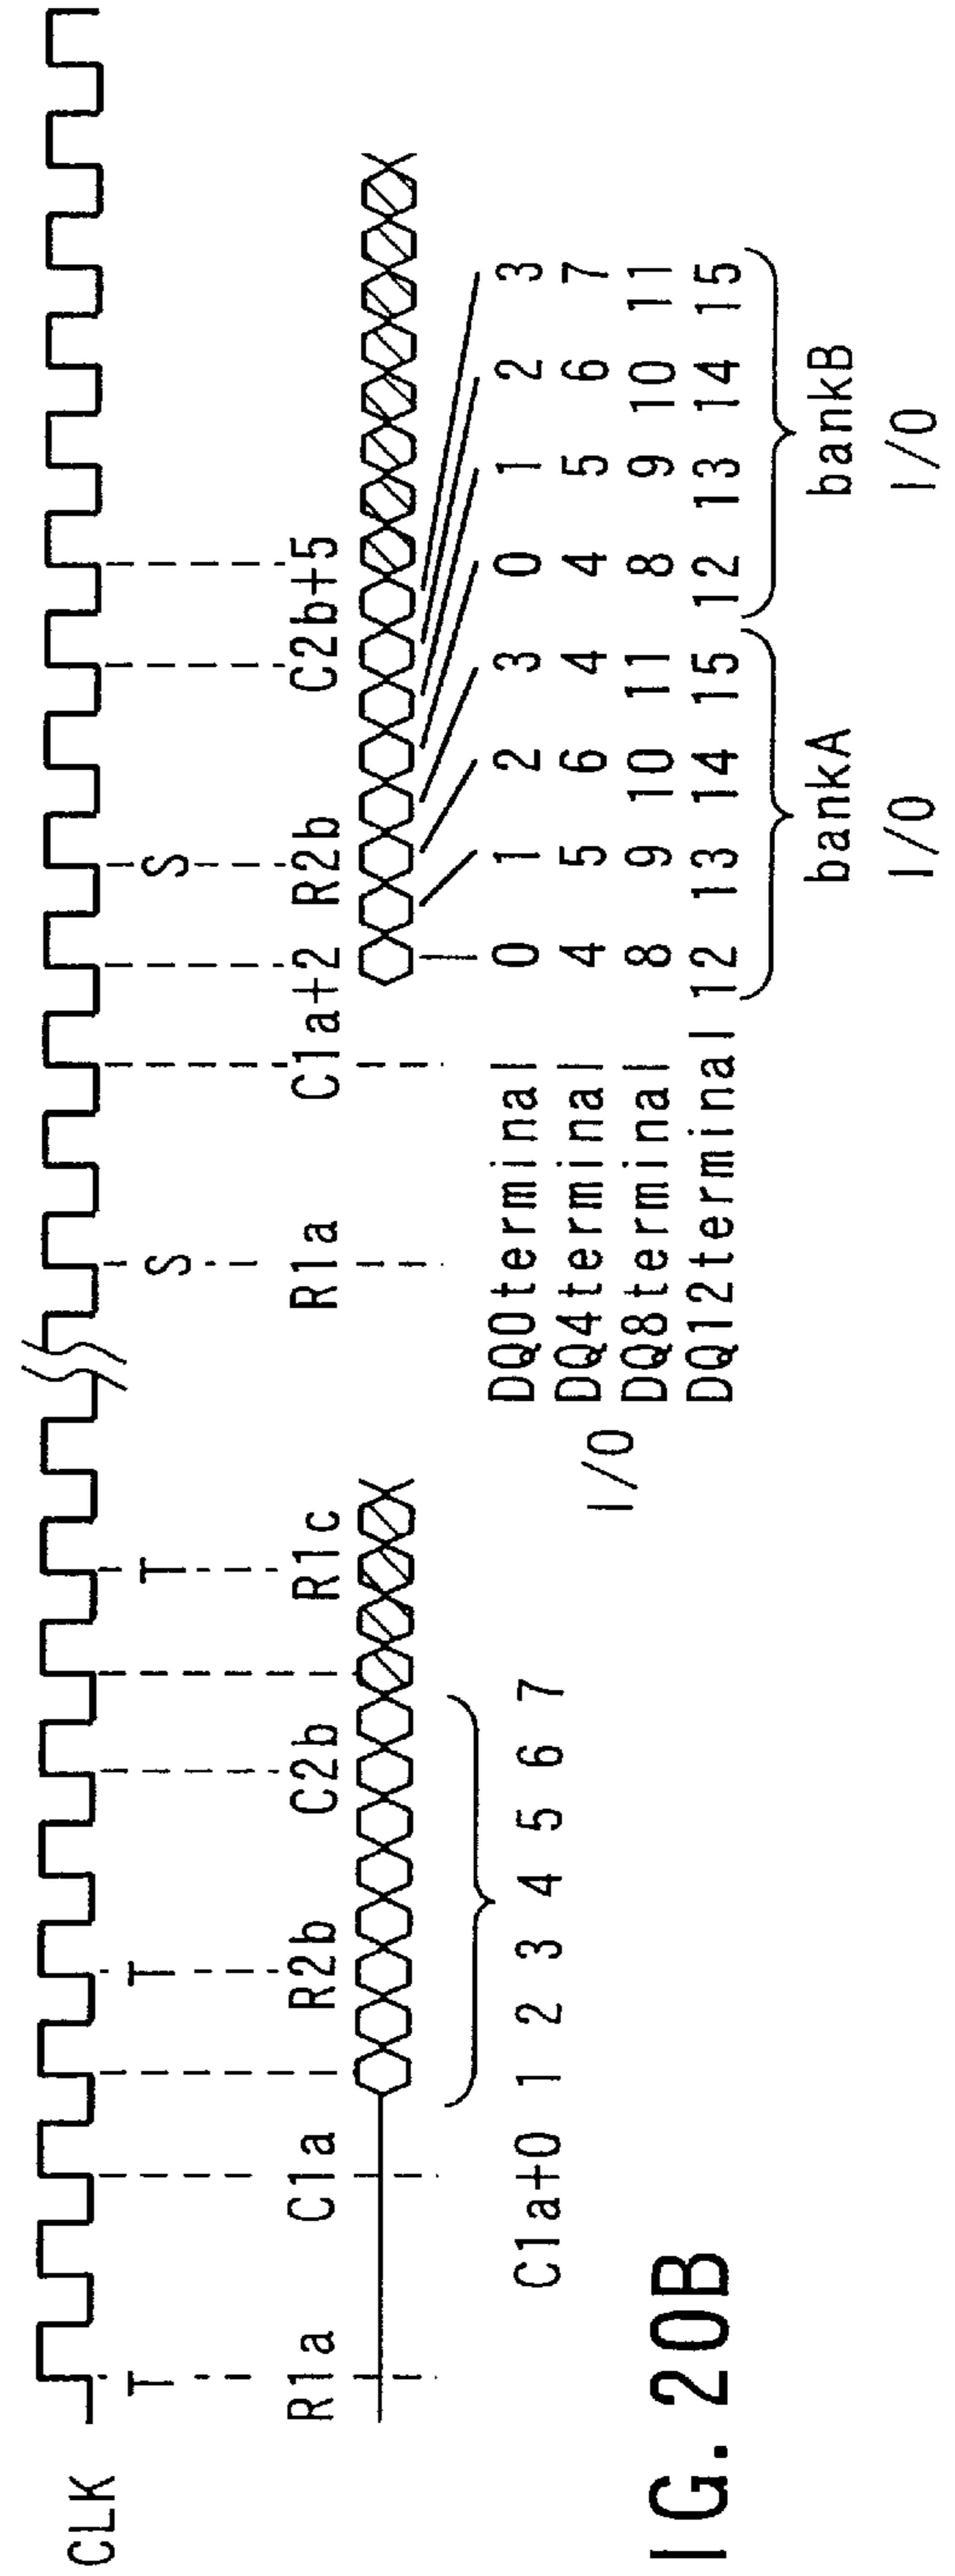 CLK
T T T S S
R1a C1a R2b C2b R1c R1a C1a+2 R2b C2b+5
C1a+0 1 2 3 4 5 6 7
I/O
DQ0terminal 0 1 2 3 0 1 2 3
DQ4terminal 4 5 6 4 4 5 6 7
DQ8terminal 8 9 10 11 8 9 10 11
DQ12terminal 12 13 14 15 12 13 14 15
bankA bankB
I/O I/O
IG. 20B